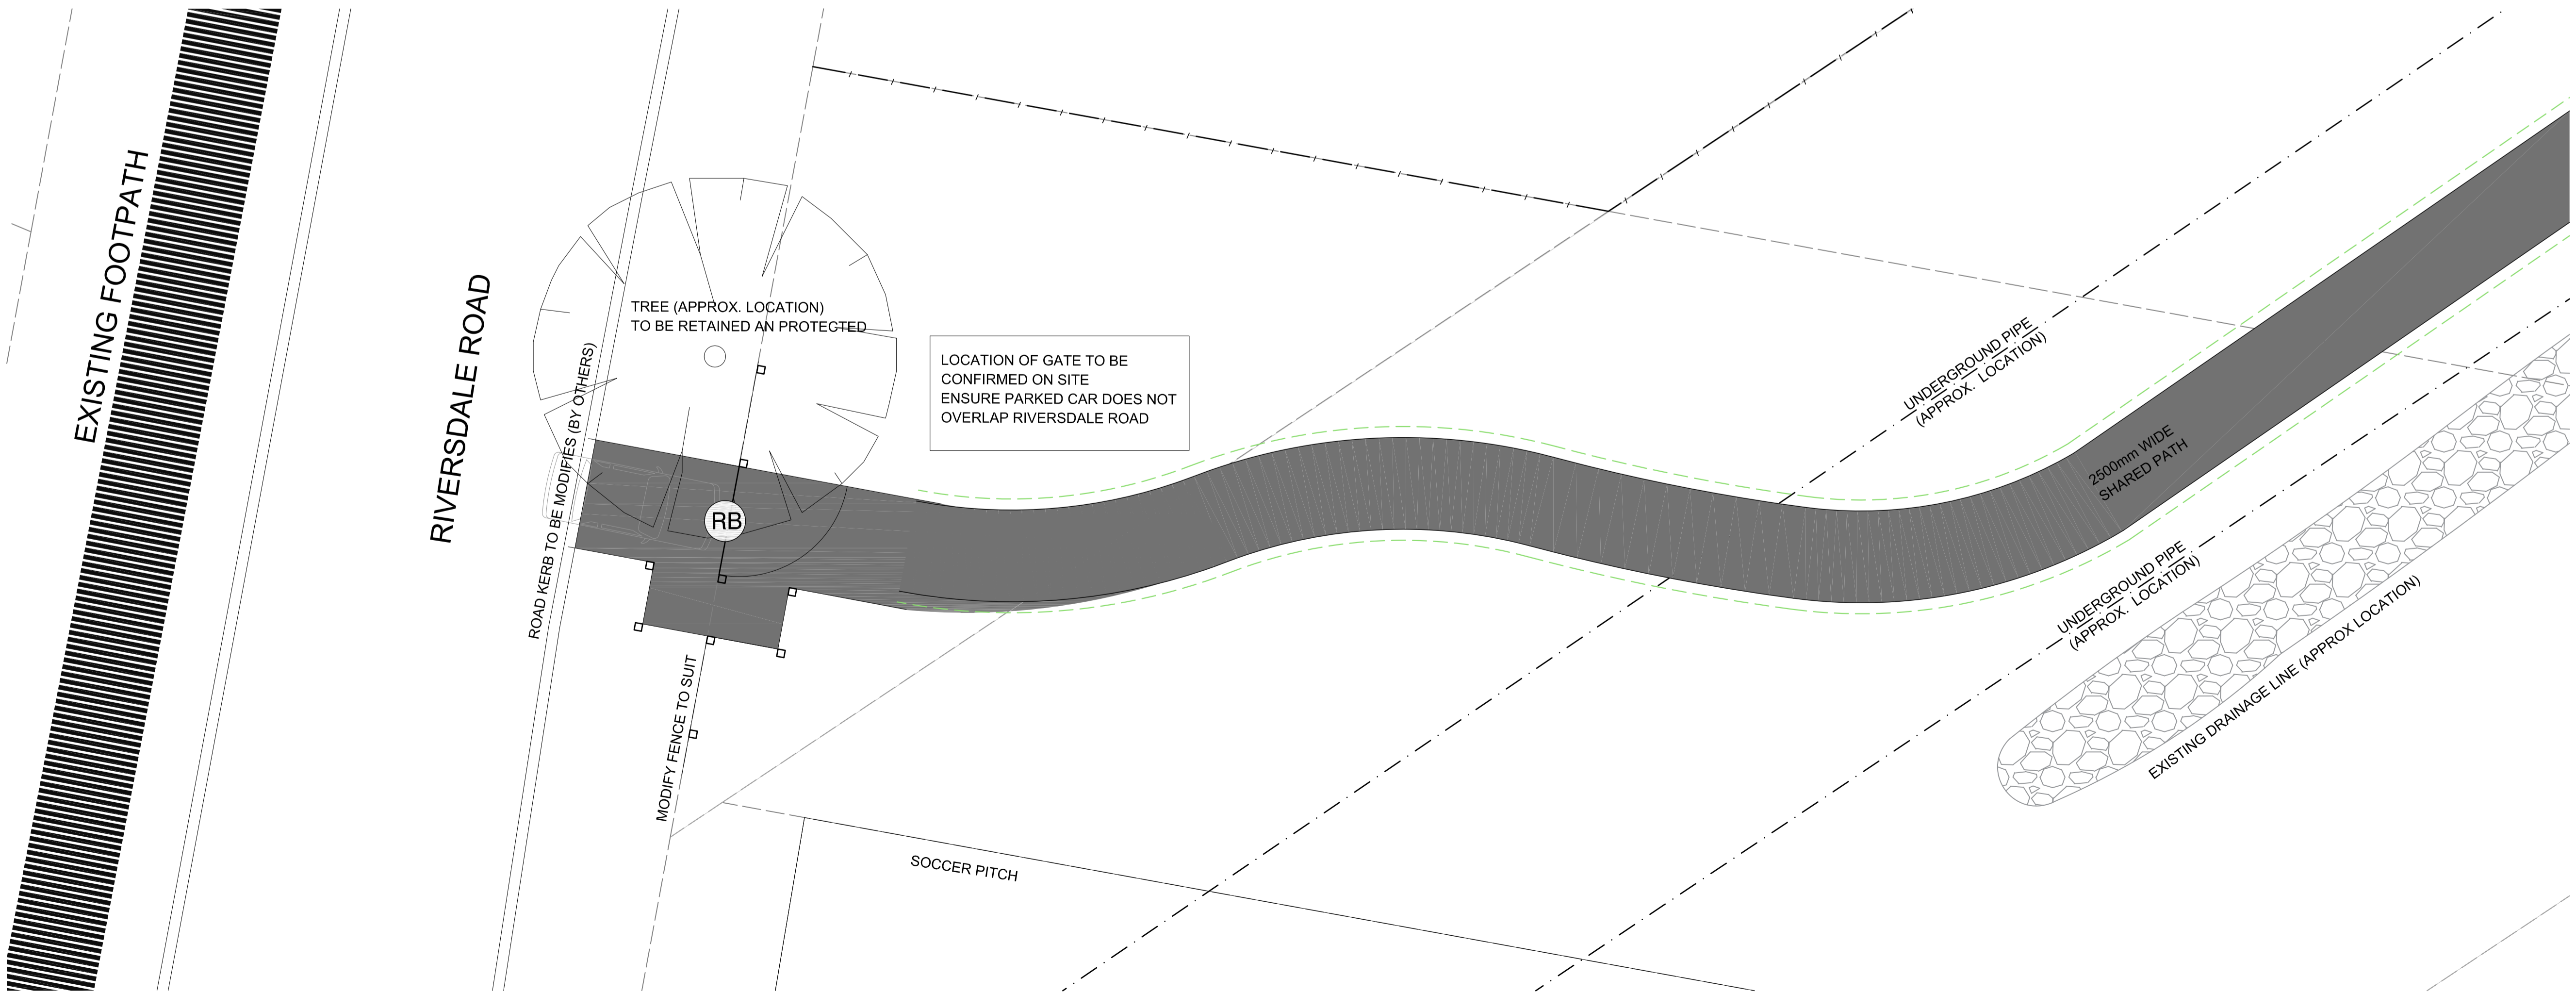 EXISTING FOOTPATH
RIVERSDALE ROAD
ROAD KERB TO BE MODIFIES (BY OTHERS)
TREE (APPROX. LOCATION)
TO BE RETAINED AN PROTECTED
LOCATION OF GATE TO BE
CONFIRMED ON SITE
ENSURE PARKED CAR DOES NOT
OVERLAP RIVERSDALE ROAD
RB
MODIFY FENCE TO SUIT
SOCCER PITCH
UNDERGROUND PIPE
(APPROX. LOCATION)
2500mm WIDE
SHARED PATH
UNDERGROUND PIPE
(APPROX. LOCATION)
EXISTING DRAINAGE LINE (APPROX LOCATION)